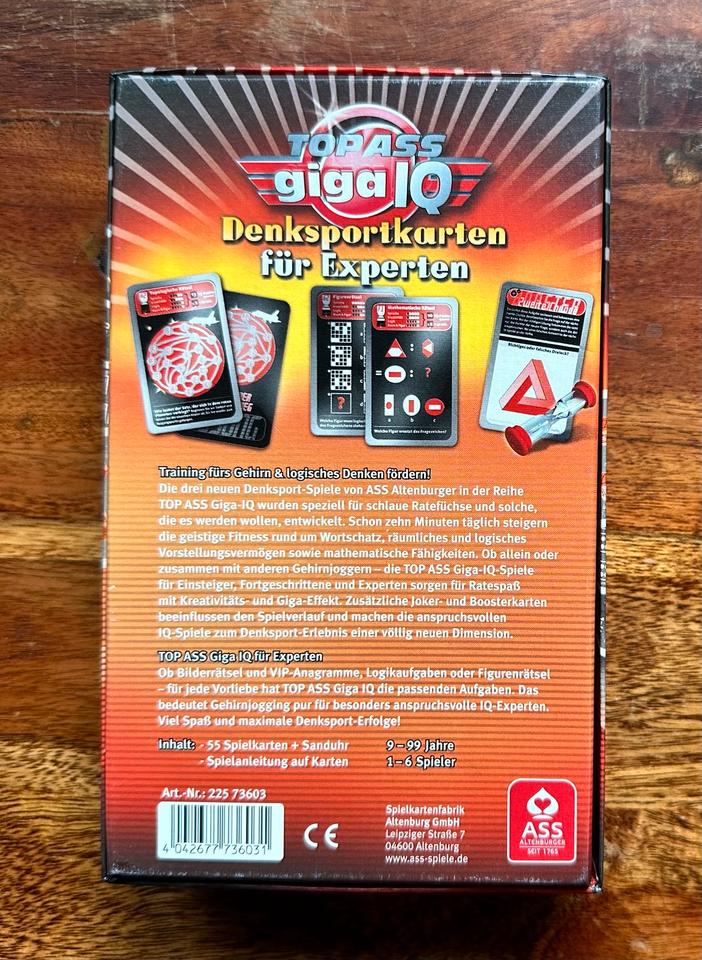 TOP ASS
giga IQ
Denksportkarten
für Experten
Topologische Rätsel
Figurenrätsel
Mathematische Rätsel
Richtiges oder falsches Dreieck?
Welche Figur ersetzt das Fragezeichen?
Training fürs Gehirn & logisches Denken fördern!
Die drei neuen Denksport-Spiele von ASS Altenburger in der Reihe
TOP ASS Giga-IQ wurden speziell für schlaue Ratefüchse und solche,
die es werden wollen, entwickelt. Schon zehn Minuten täglich steigern
die geistige Fitness rund um Wortschatz, räumliches und logisches
Vorstellungsvermögen sowie mathematische Fähigkeiten. Ob allein oder
zusammen mit anderen Gehirnjoggern – die TOP ASS Giga-IQ-Spiele
für Einsteiger, Fortgeschrittene und Experten sorgen für Ratespaß
mit Kreativitäts- und Giga-Effekt. Zusätzliche Joker- und Boosterkarten
beeinflussen den Spielverlauf und machen die anspruchsvollen
IQ-Spiele zum Denksport-Erlebnis einer völlig neuen Dimension.
TOP ASS Giga IQ für Experten
Ob Bilderrätsel und VIP-Anagramme, Logikaufgaben oder Figurenrätsel
– für jede Vorliebe hat TOP ASS Giga IQ die passenden Aufgaben. Das
bedeutet Gehirnjogging pur für besonders anspruchsvolle IQ-Experten.
Viel Spaß und maximale Denksport-Erfolge!
Inhalt: - 55 Spielkarten + Sanduhr
- Spielanleitung auf Karten
9–99 Jahre
1–6 Spieler
Art.-Nr.: 225 73603
4 042677 736031
CE
Spielkartenfabrik
Altenburg GmbH
Leipziger Straße 7
04600 Altenburg
www.ass-spiele.de
ASS
ALTENBURGER
SEIT 1765